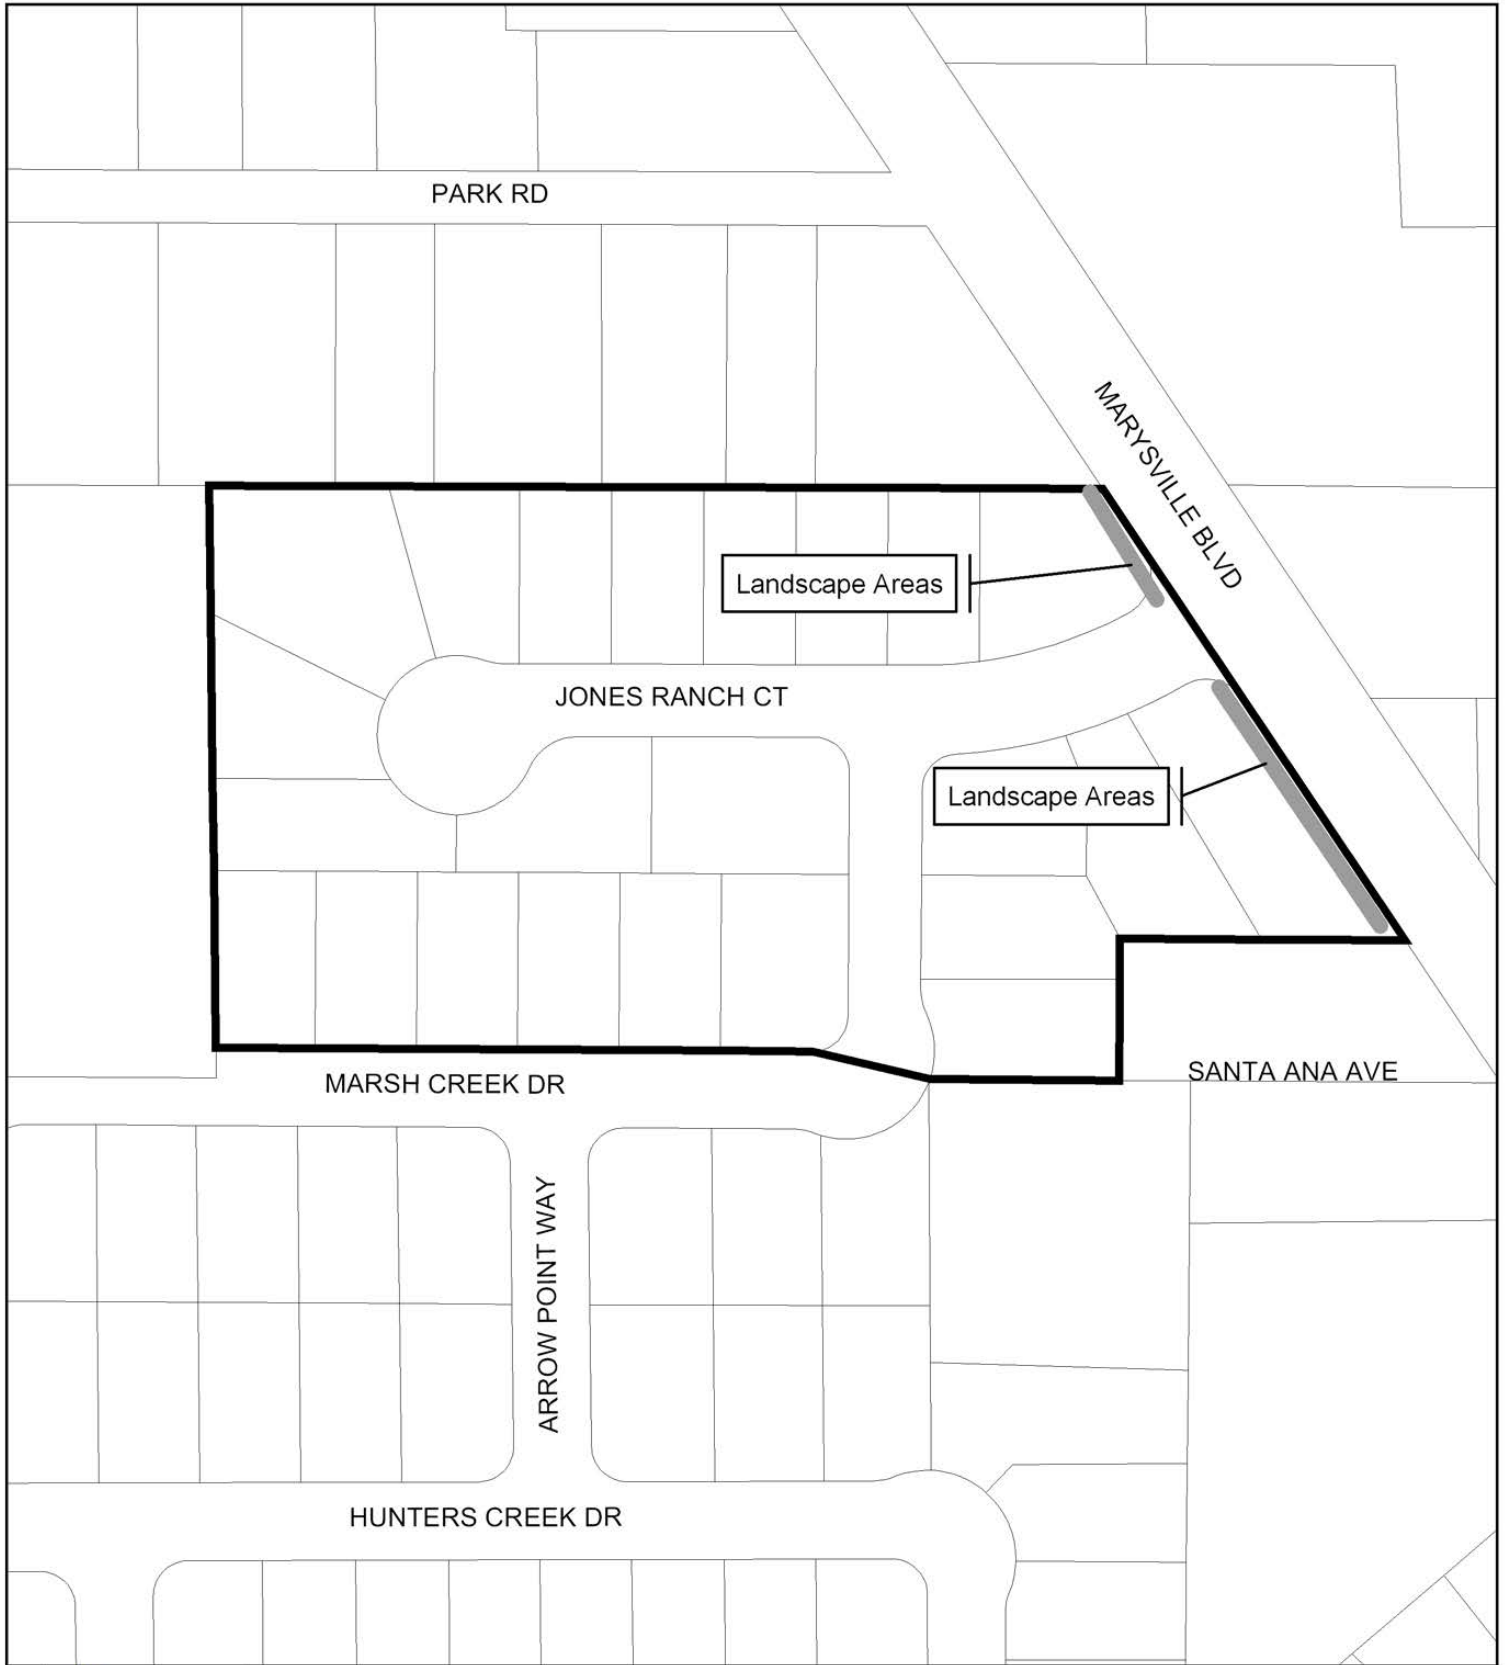 PARK RD
MARYSVILLE BLVD
Landscape Areas
JONES RANCH CT
Landscape Areas
SANTA ANA AVE
MARSH CREEK DR
ARROW POINT WAY
HUNTERS CREEK DR